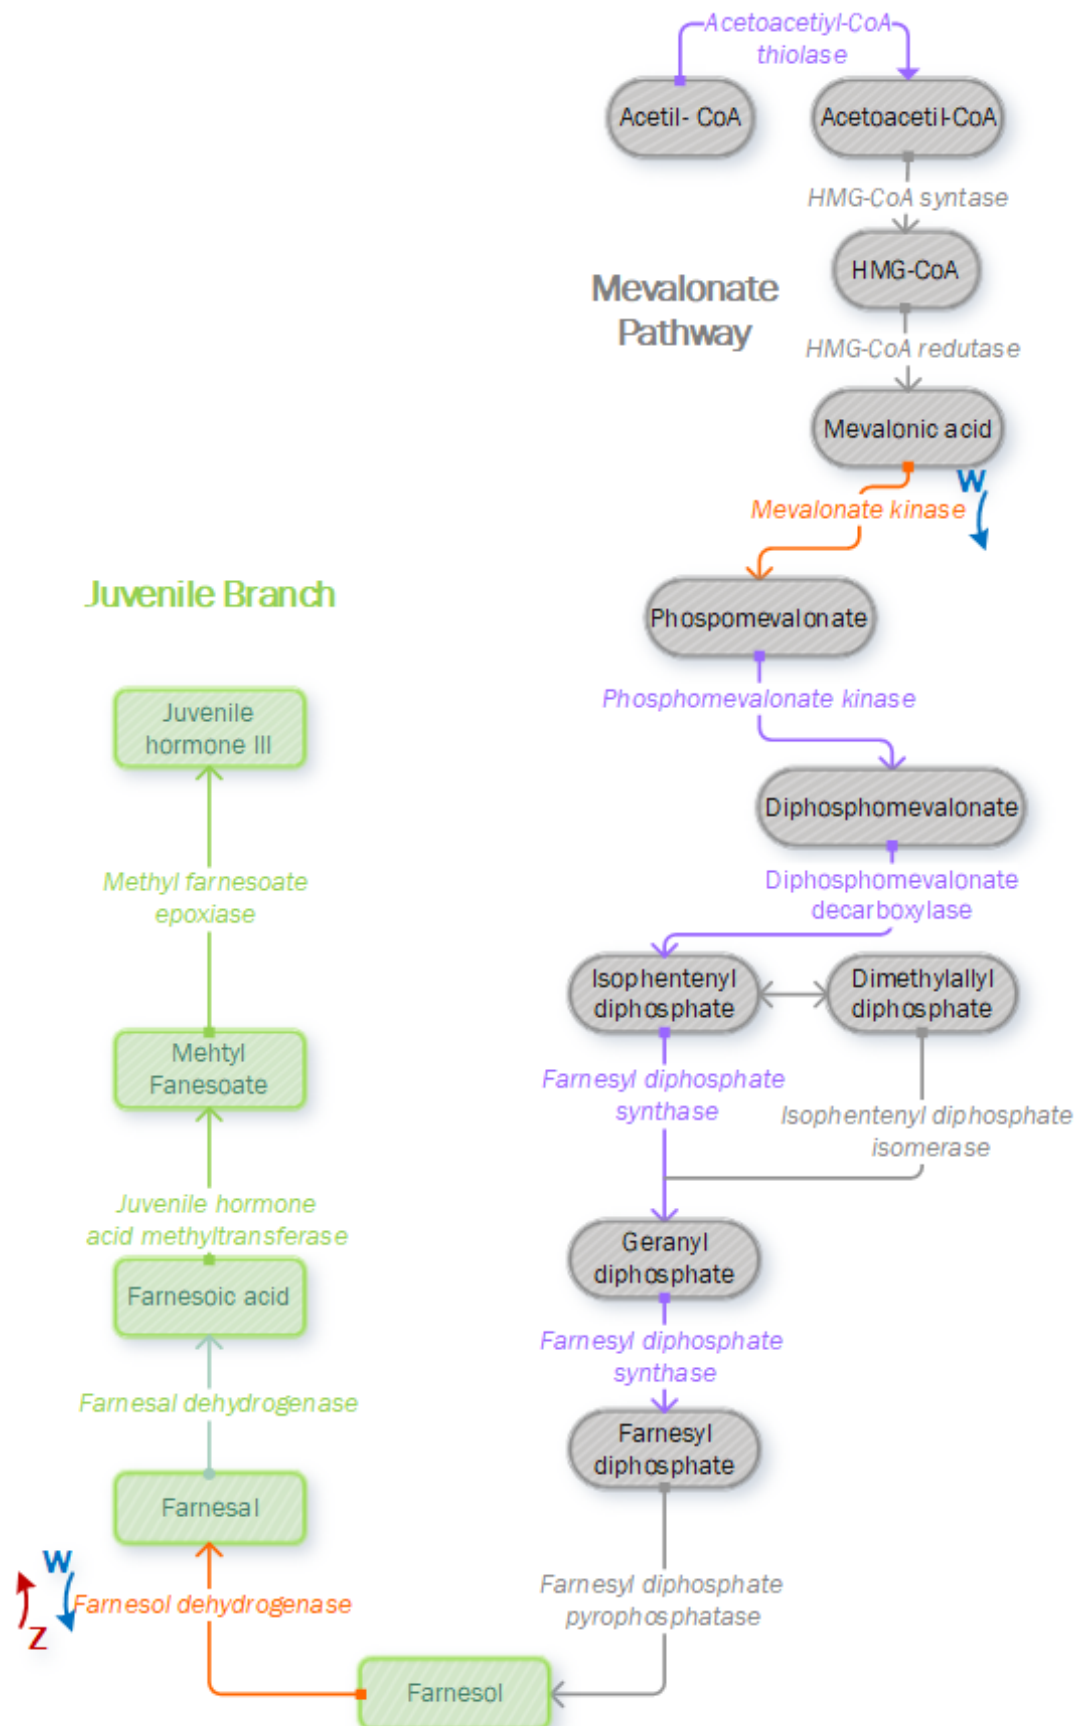 Acetoacetiyl-CoA
thiolase
Acetil- CoA
Acetoacetil-CoA
HMG-CoA syntase
HMG-CoA
Mevalonate
Pathway
HMG-CoA redutase
Mevalonic acid
W
Mevalonate kinase
Juvenile Branch
Phospomevalonate
Juvenile
hormone III
Phosphomevalonate kinase
Diphosphomevalonate
Methyl farnesoate
epoxiase
Diphosphomevalonate
decarboxylase
Isophentenyl
diphosphate
Dimethylallyl
diphosphate
Mehtyl
Fanesoate
Farnesyl diphosphate
synthase
Isophentenyl diphosphate
isomerase
Juvenile hormone
acid methyltransferase
Geranyl
diphosphate
Farnesoic acid
Farnesyl diphosphate
synthase
Farnesal dehydrogenase
Farnesyl
diphosphate
Farnesal
W
Farnesol dehydrogenase
Z
Farnesyl diphosphate
pyrophosphatase
Farnesol